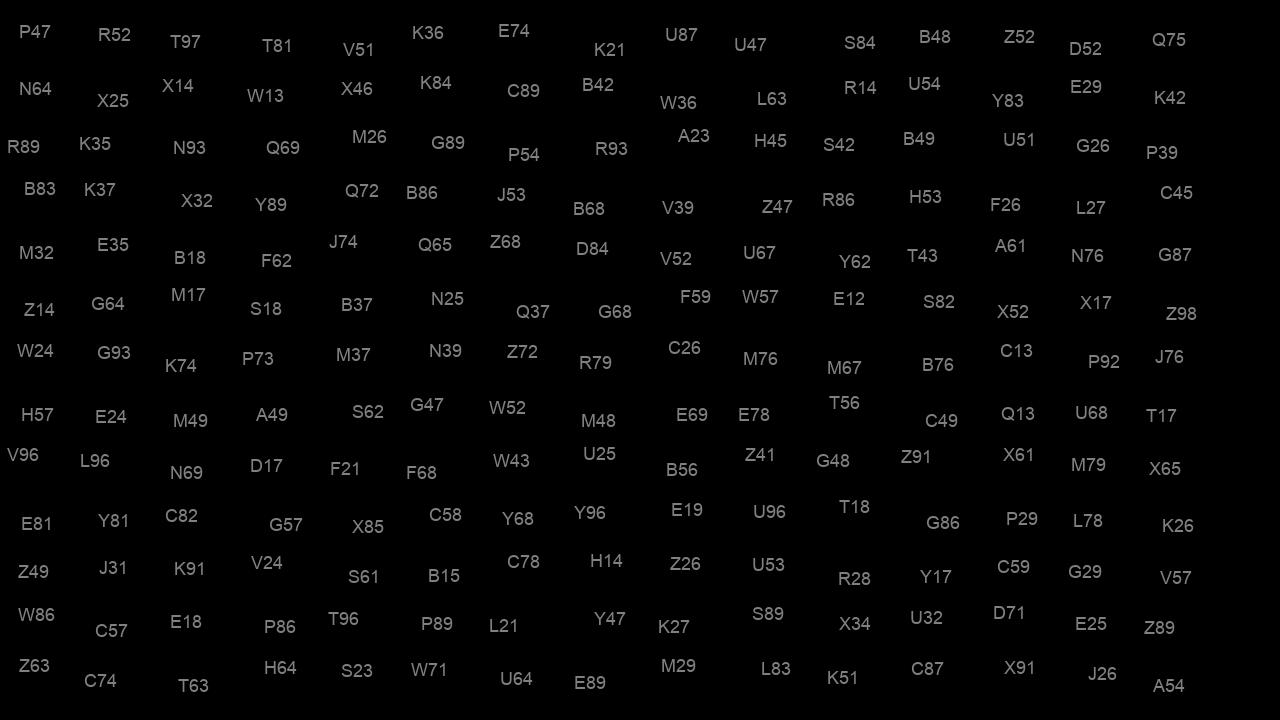 P47 R52 T97 T81 V51 K36 E74 K21 U87 U47 S84 B48 Z52 D52 Q75
N64 X25 X14 W13 X46 K84 C89 B42 W36 L63 R14 U54 Y83 E29 K42
R89 K35 N93 Q69 M26 G89 P54 R93 A23 H45 S42 B49 U51 G26 P39
B83 K37 X32 Y89 Q72 B86 J53 B68 V39 Z47 R86 H53 F26 L27 C45
M32 E35 B18 F62 J74 Q65 Z68 D84 V52 U67 Y62 T43 A61 N76 G87
Z14 G64 M17 S18 B37 N25 Q37 G68 F59 W57 E12 S82 X52 X17 Z98
W24 G93 K74 P73 M37 N39 Z72 R79 C26 M76 M67 B76 C13 P92 J76
H57 E24 M49 A49 S62 G47 W52 M48 E69 E78 T56 C49 Q13 U68 T17
V96 L96 N69 D17 F21 F68 W43 U25 B56 Z41 G48 Z91 X61 M79 X65
E81 Y81 C82 G57 X85 C58 Y68 Y96 E19 U96 T18 G86 P29 L78 K26
Z49 J31 K91 V24 S61 B15 C78 H14 Z26 U53 R28 Y17 C59 G29 V57
W86 C57 E18 P86 T96 P89 L21 Y47 K27 S89 X34 U32 D71 E25 Z89
Z63 C74 T63 H64 S23 W71 U64 E89 M29 L83 K51 C87 X91 J26 A54